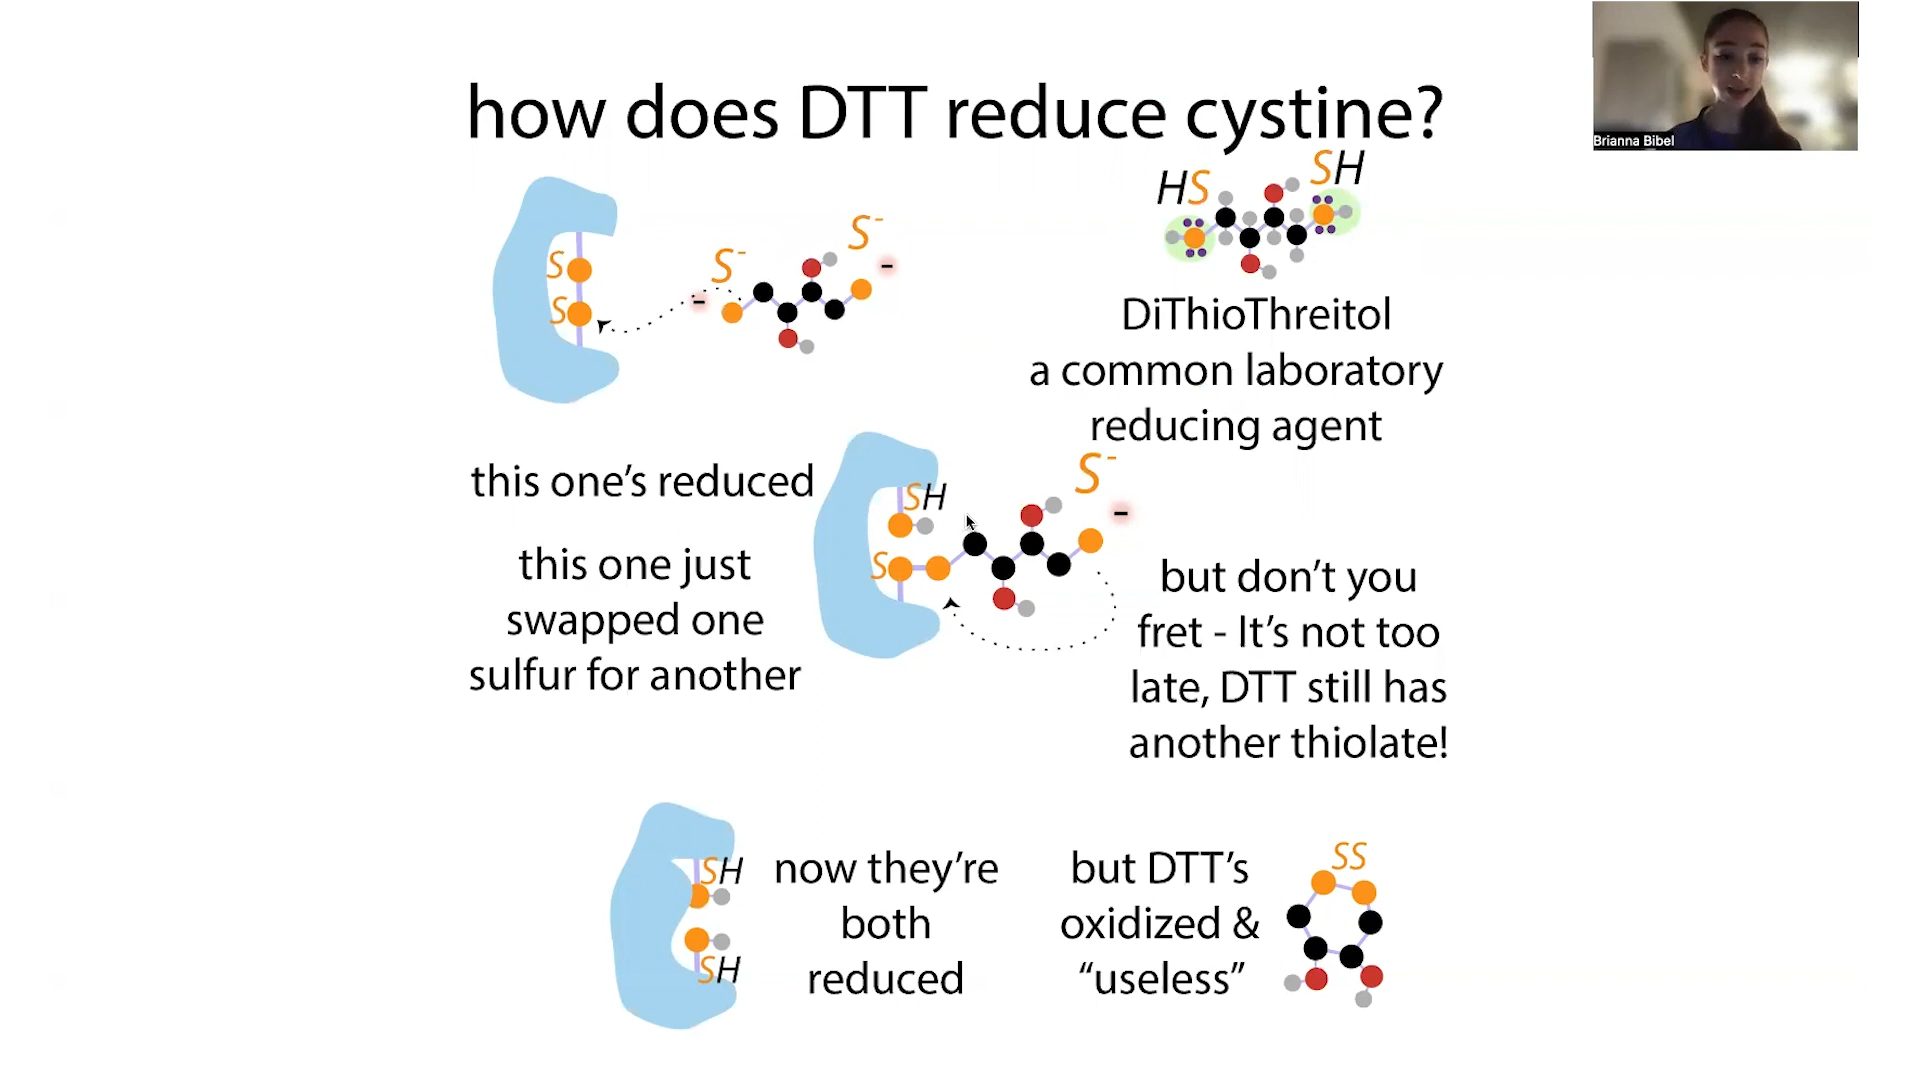 how does DTT reduce cystine?
Brianna Bibel
HS
SH
S
S
S-
S-
-
-
DiThioThreitol
a common laboratory
reducing agent
this one's reduced
this one just
swapped one
sulfur for another
SH
S
S-
-
but don't you
fret - It's not too
late, DTT still has
another thiolate!
SH
SH
now they're
both
reduced
but DTT's
oxidized &
"useless"
SS